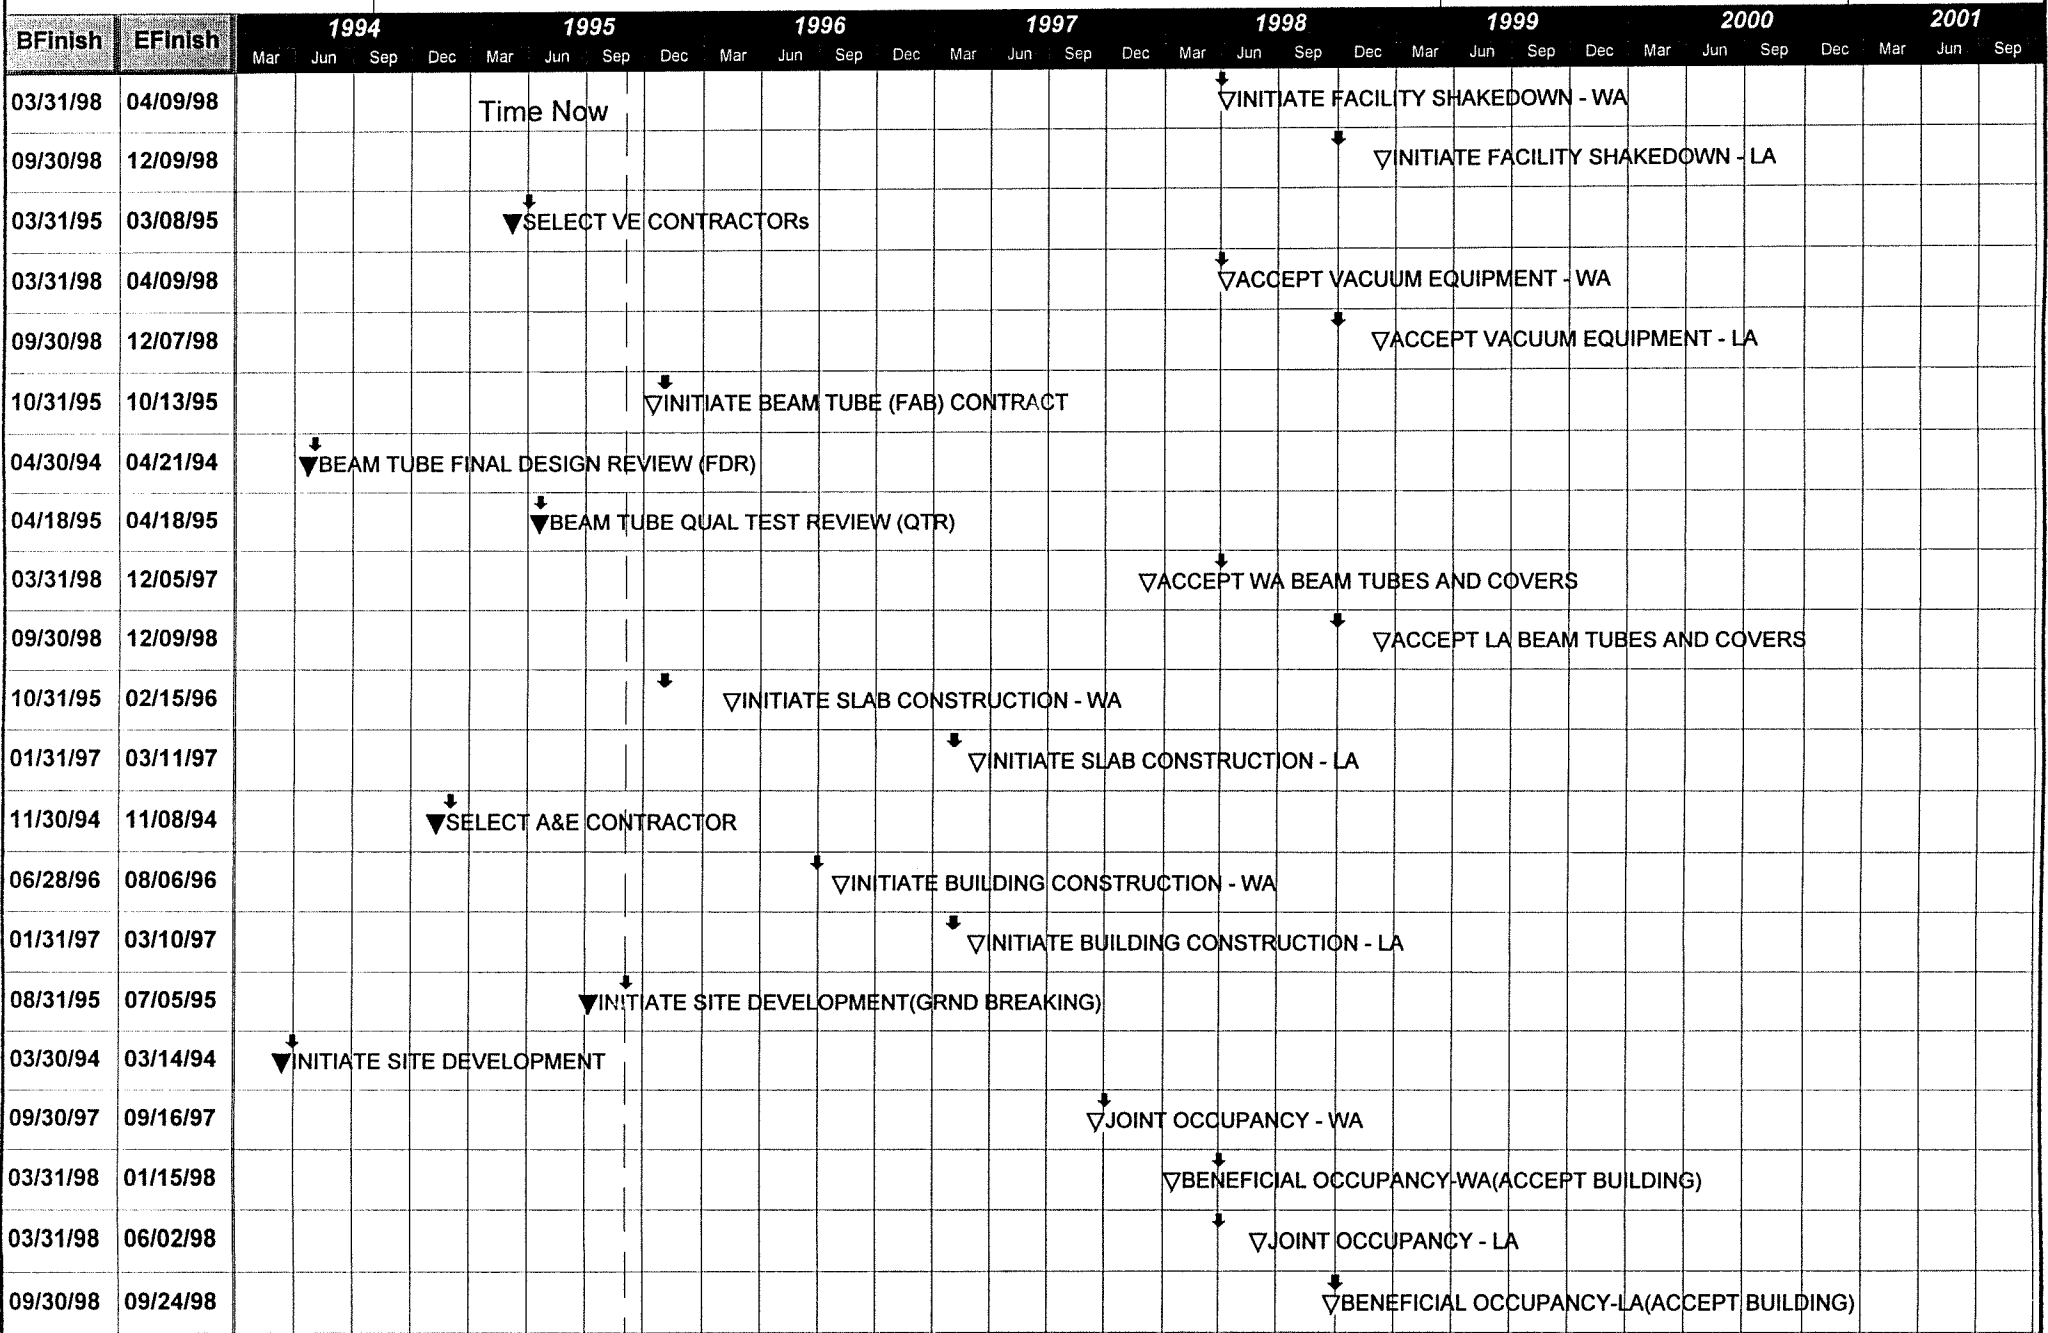 1994 1995 1996 1997 1998 1999 2000 2001
BFinish EFinish
Mar Jun Sep Dec Mar Jun Sep Dec Mar Jun Sep Dec Mar Jun Sep Dec Mar Jun Sep Dec Mar Sep Dec Mar Jun Sep Dec Mar Jun Sep
03/31/98 04/09/98 INITIATE FACILITY SHAKEDOWN - WA
Time Now
09/30/98 12/09/98 INITIATE FACILITY SHAKEDOWN - LA
03/31/95 03/08/95 SELECT VE CONTRACTORs
03/31/98 04/09/98 ACCEPT VACUUM EQUIPMENT - WA
09/30/98 12/07/98 ACCEPT VACUUM EQUIPMENT - LA
10/31/95 10/13/95 INITIATE BEAM TUBE (FAB) CONTRACT
04/30/94 04/21/94 BEAM TUBE FINAL DESIGN REVIEW (FDR)
04/18/95 04/18/95 BEAM TUBE QUAL TEST REVIEW (QTR)
03/31/98 12/05/97 ACCEPT WA BEAM TUBES AND COVERS
09/30/98 12/09/98 ACCEPT LA BEAM TUBES AND COVERS
10/31/95 02/15/96 INITIATE SLAB CONSTRUCTION - WA
01/31/97 03/11/97 INITIATE SLAB CONSTRUCTION - LA
11/30/94 11/08/94 SELECT A&E CONTRACTOR
06/28/96 08/06/96 INITIATE BUILDING CONSTRUCTION - WA
01/31/97 03/10/97 INITIATE BUILDING CONSTRUCTION - LA
08/31/95 07/05/95 INITIATE SITE DEVELOPMENT(GRND BREAKING)
03/30/94 03/14/94 INITIATE SITE DEVELOPMENT
09/30/97 09/16/97 JOINT OCCUPANCY - WA
03/31/98 01/15/98 BENEFICIAL OCCUPANCY-WA(ACCEPT BUILDING)
03/31/98 06/02/98 JOINT OCCUPANCY - LA
09/30/98 09/24/98 BENEFICIAL OCCUPANCY-LA(ACCEPT BUILDING)